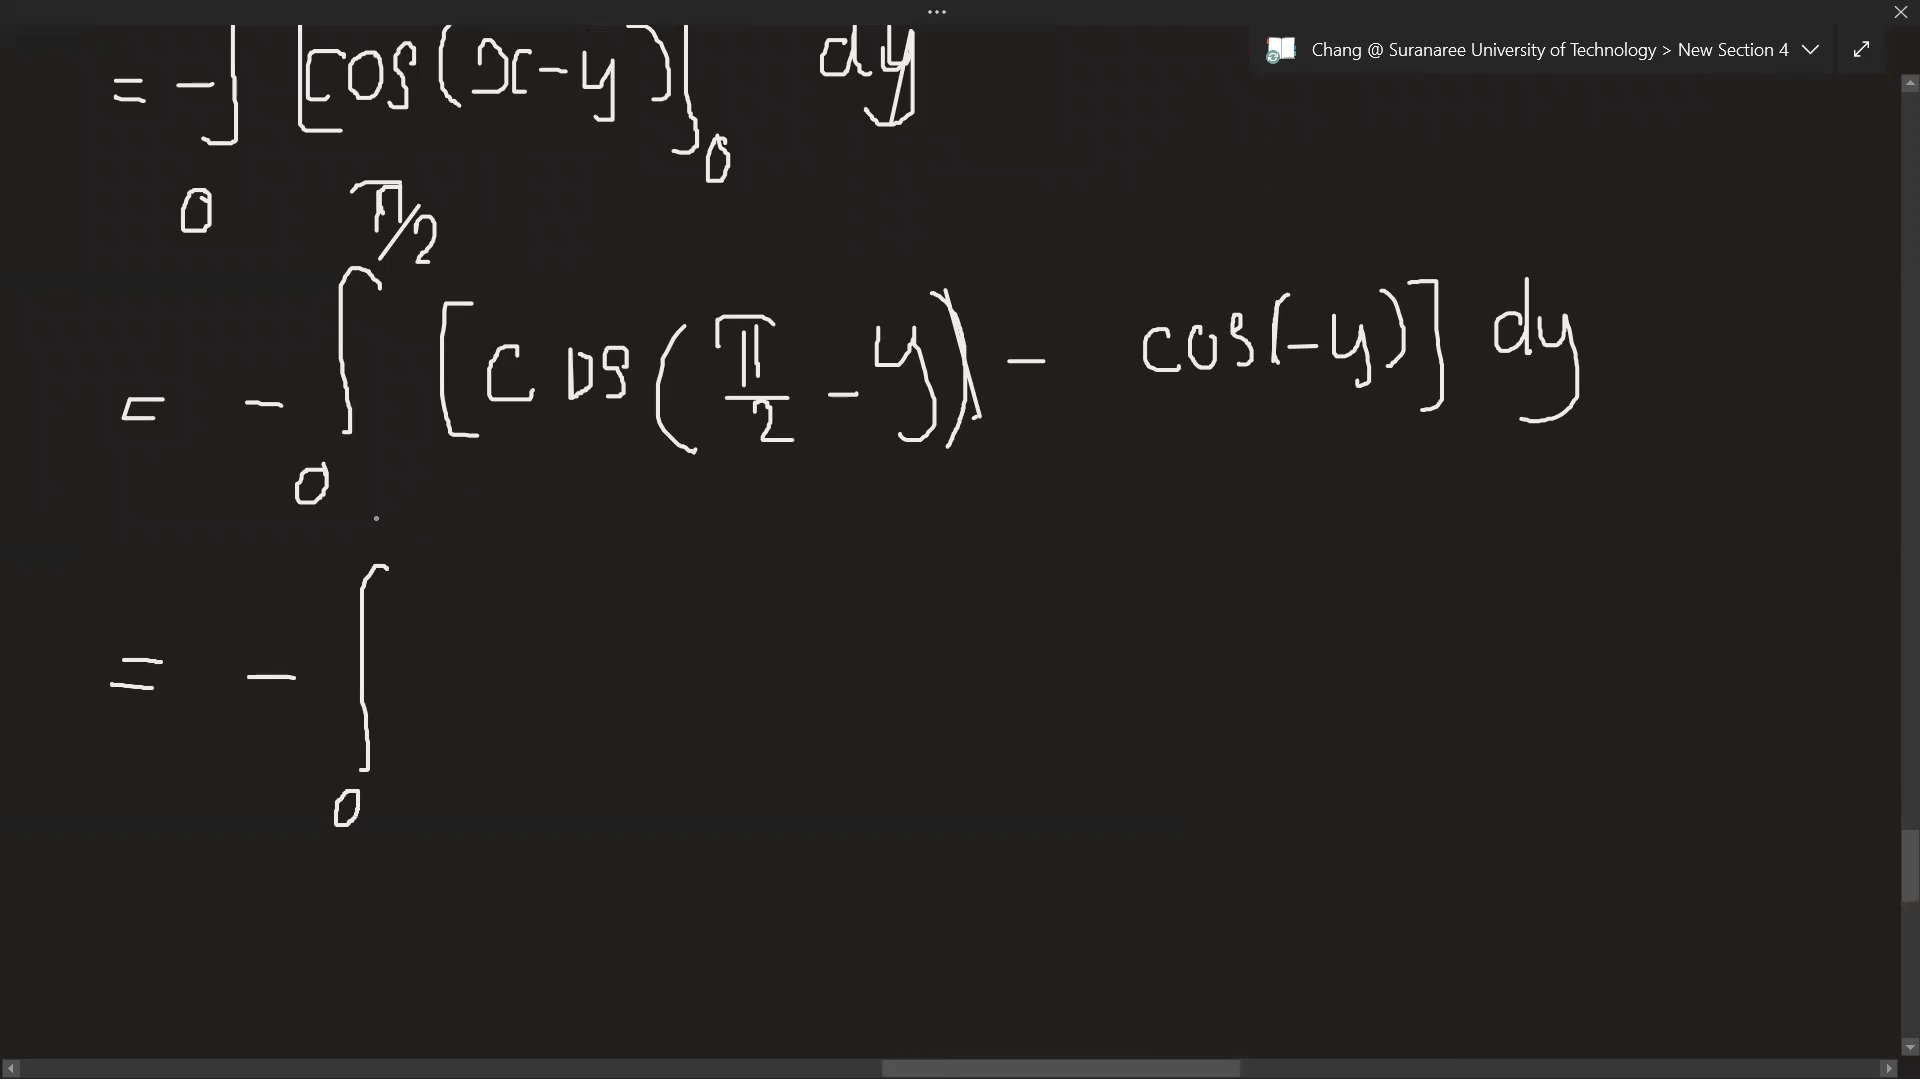 ...
Chang @ Suranaree University of Technology > New Section 4
= -∫ [cos(x-y)]₀ dy
0
π/2
= -∫ [cos(π/2 - y) - cos(-y)] dy
0
= -∫
0